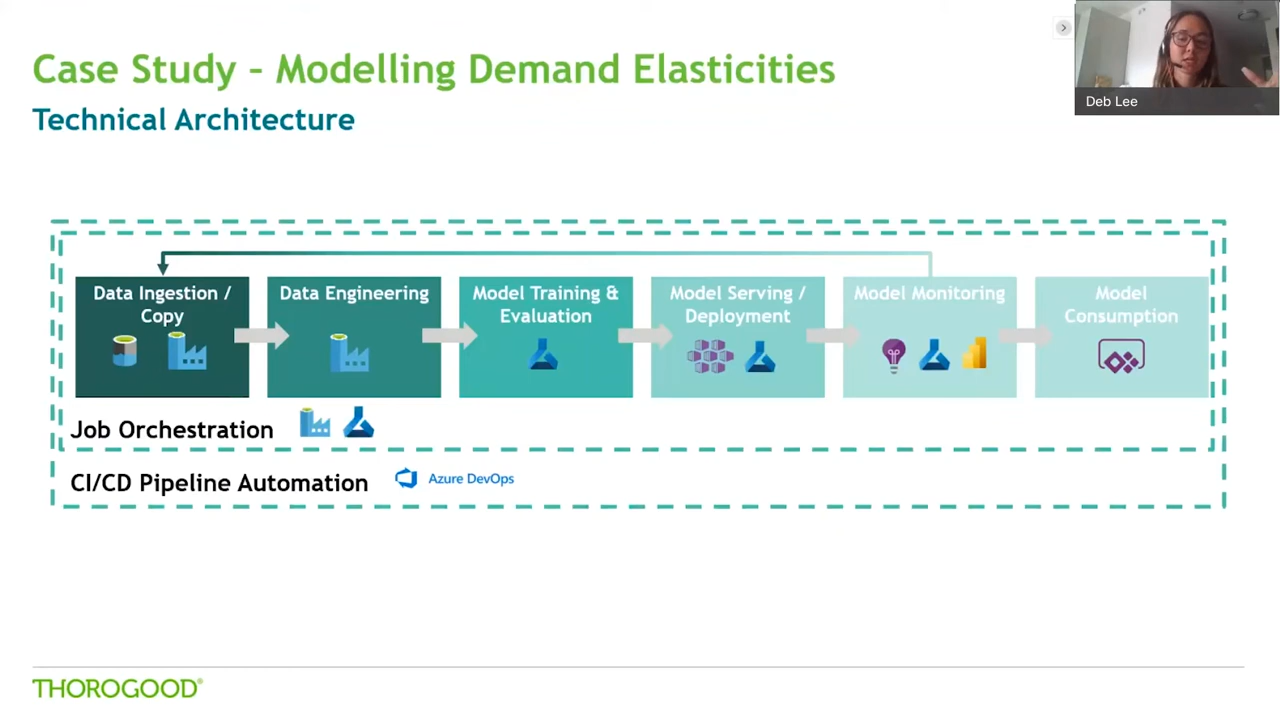 Case Study – Modelling Demand Elasticities
Technical Architecture
Deb Lee
Data Ingestion /
Copy
Data Engineering
Model Training &
Evaluation
Model Serving /
Deployment
Model Monitoring
Model
Consumption
Job Orchestration
CI/CD Pipeline Automation
Azure DevOps
THOROGOOD®